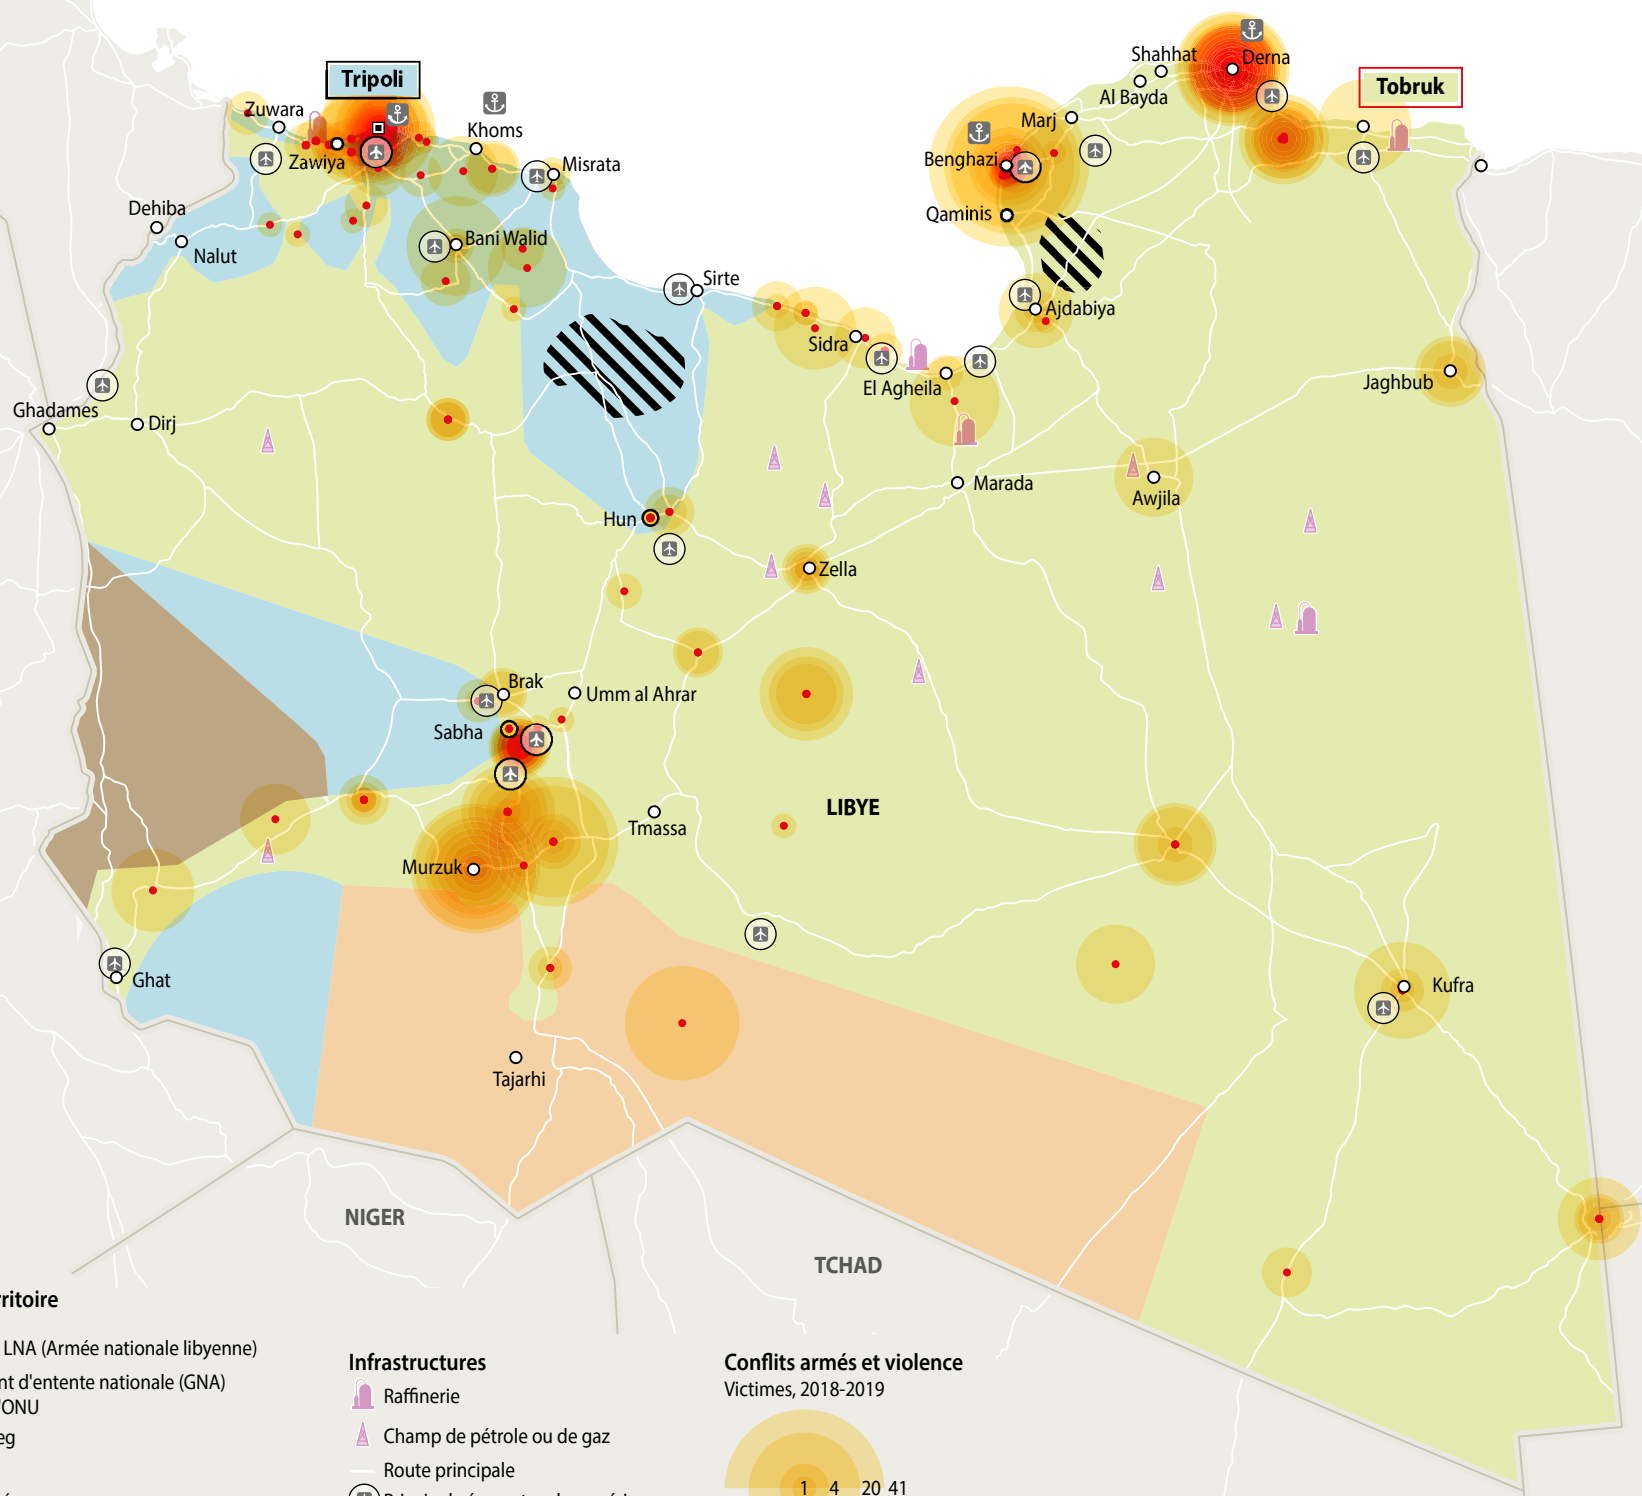 Shahhat
Derna
Tripoli
Tobruk
Al Bayda
Zuwara
Khoms
Marj
Zawiya
Misrata
Benghazi
Dehiba
Qaminis
Nalut
Bani Walid
Sirte
Ajdabiya
Sidra
El Agheila
Jaghbub
Ghadames
Dirj
Marada
Awjila
Hun
Zella
Brak
Umm al Ahrar
Sabha
LIBYE
Tmassa
Murzuk
Ghat
Kufra
Tajarhi
NIGER
TCHAD
ritoire
LNA (Armée nationale libyenne)
nt d'entente nationale (GNA)
'ONU
eg
Infrastructures
Raffinerie
Champ de pétrole ou de gaz
Route principale
Conflits armés et violence
Victimes, 2018-2019
1 4 20 41